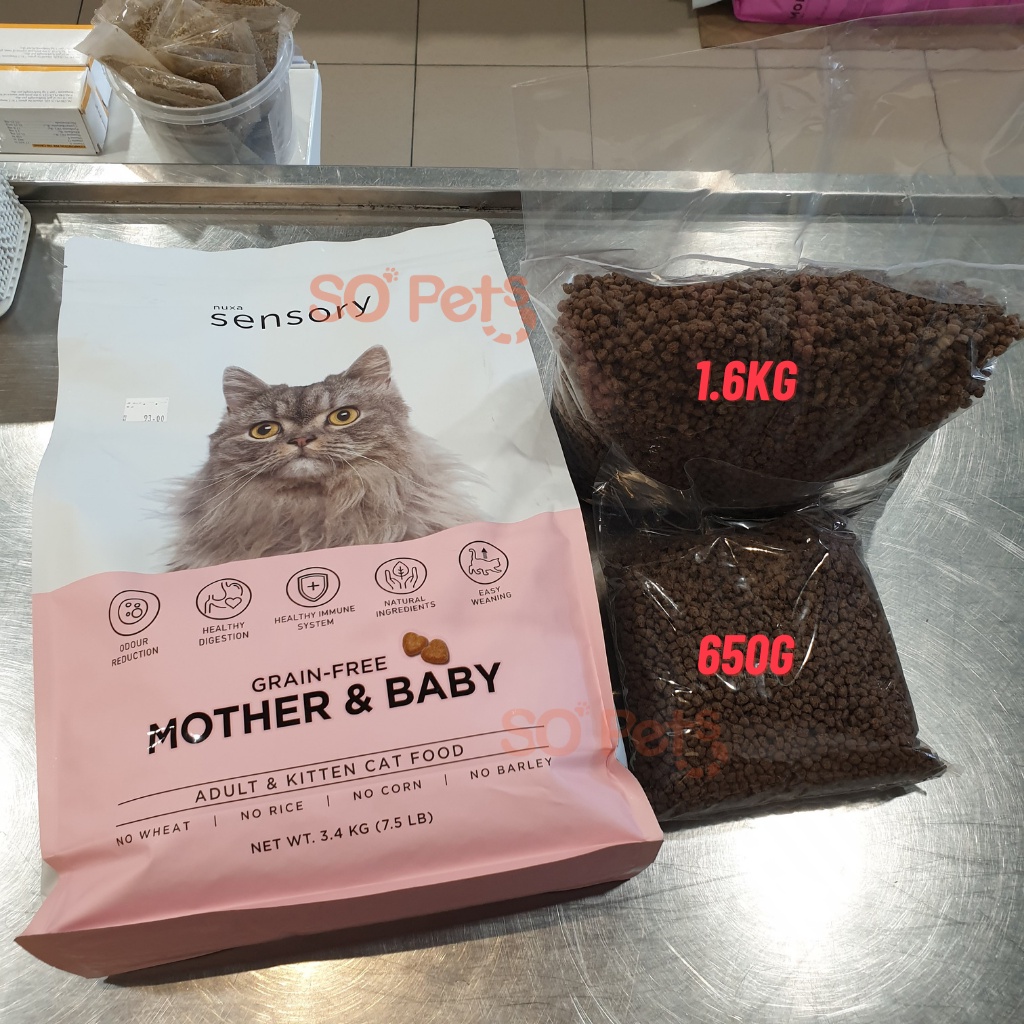 SO Pets
nuxa
sensory
93.00
1.6KG
ODOUR
REDUCTION
HEALTHY
DIGESTION
HEALTHY IMMUNE
SYSTEM
NATURAL
INGREDIENTS
EASY
WEANING
650G
GRAIN-FREE
MOTHER & BABY
SO Pets
ADULT & KITTEN CAT FOOD
NO WHEAT | NO RICE | NO CORN | NO BARLEY
NET WT. 3.4 KG (7.5 LB)